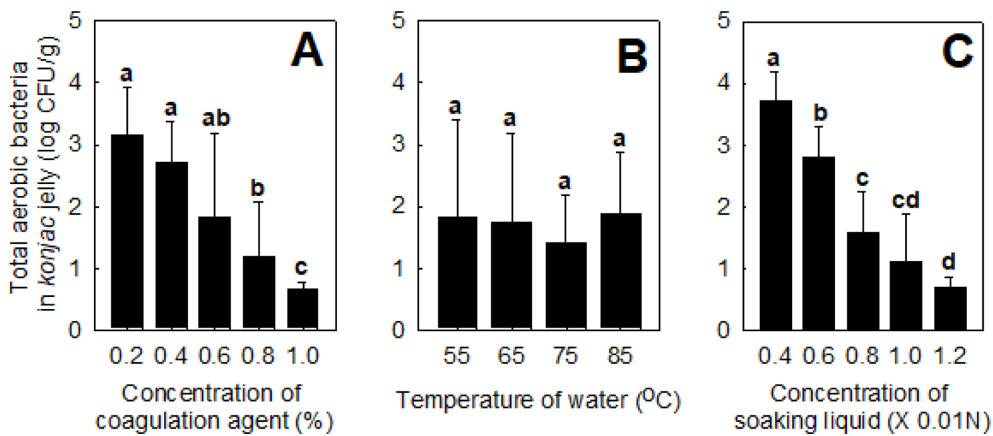 Total aerobic bacteria
in konjac jelly (log CFU/g)
A
5
4
3
2
1
0
a
a
ab
b
c
0.2 0.4 0.6 0.8 1.0
Concentration of
coagulation agent (%)
B
5
4
3
2
1
0
a
a
a
a
55 65 75 85
Temperature of water (ºC)
C
5
4
3
2
1
0
a
b
c
cd
d
0.4 0.6 0.8 1.0 1.2
Concentration of
soaking liquid (X 0.01N)